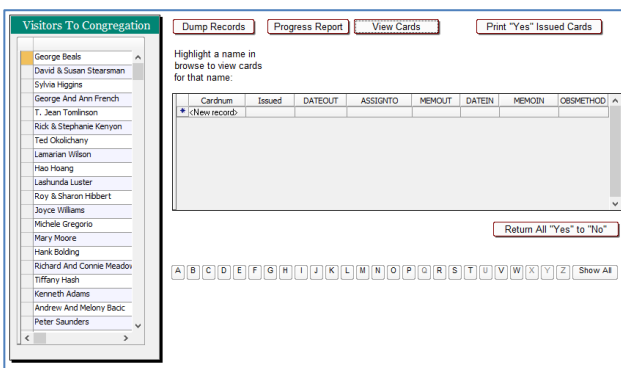 Visitors To Congregation
George Beals
David & Susan Stearsman
Sylvia Higgins
George And Ann French
T. Jean Tomlinson
Rick & Stephanie Kenyon
Ted Okolichany
Lamarian Wilson
Hao Hoang
Lashunda Luster
Roy & Sharon Hibbert
Joyce Williams
Michele Gregorio
Mary Moore
Hank Bolding
Richard And Connie Meadov
Tiffany Hash
Kenneth Adams
Andrew And Melony Bacic
Peter Saunders
Dump Records Progress Report View Cards Print "Yes" Issued Cards
Highlight a name in
browse to view cards
for that name:
Cardnum Issued DATEOUT ASSIGNTO MEMOUT DATEIN MEMOIN OBSMETHOD
* <New record>
Return All "Yes" to "No"
A B C D E F G H I J K L M N O P Q R S T U V W X Y Z Show All